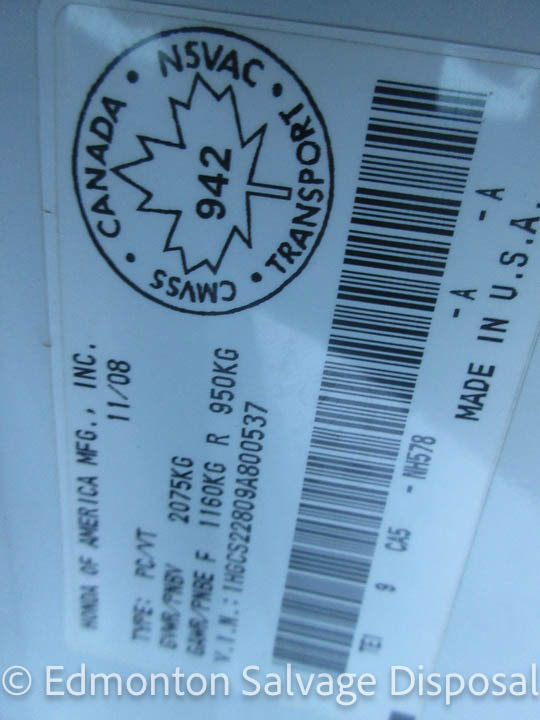 HONDA OF AMERICA MFG., INC.
11/08
TYPE: PC/VT
GVWR/PNBV 2075KG
GAWR/PNBE F 1160KG R 950KG
V.I.N.: 1HGCS22809A800537
CANADA • NSVAC • TRANSPORT • CMVSS •
942
TE1 9 CA5 - NH578 - A - A
MADE IN U.S.A.
© Edmonton Salvage Disposal